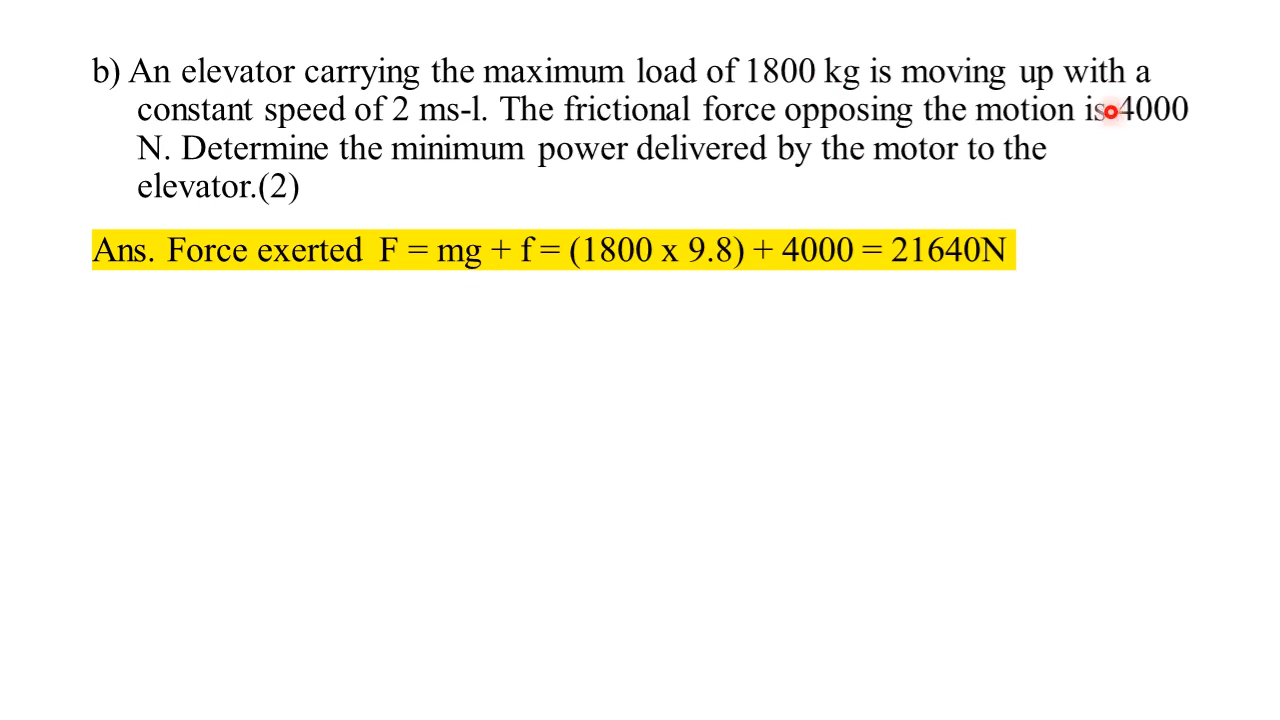 b) An elevator carrying the maximum load of 1800 kg is moving up with a
constant speed of 2 ms-l. The frictional force opposing the motion is 4000
N. Determine the minimum power delivered by the motor to the
elevator.(2)
Ans. Force exerted F = mg + f = (1800 x 9.8) + 4000 = 21640N